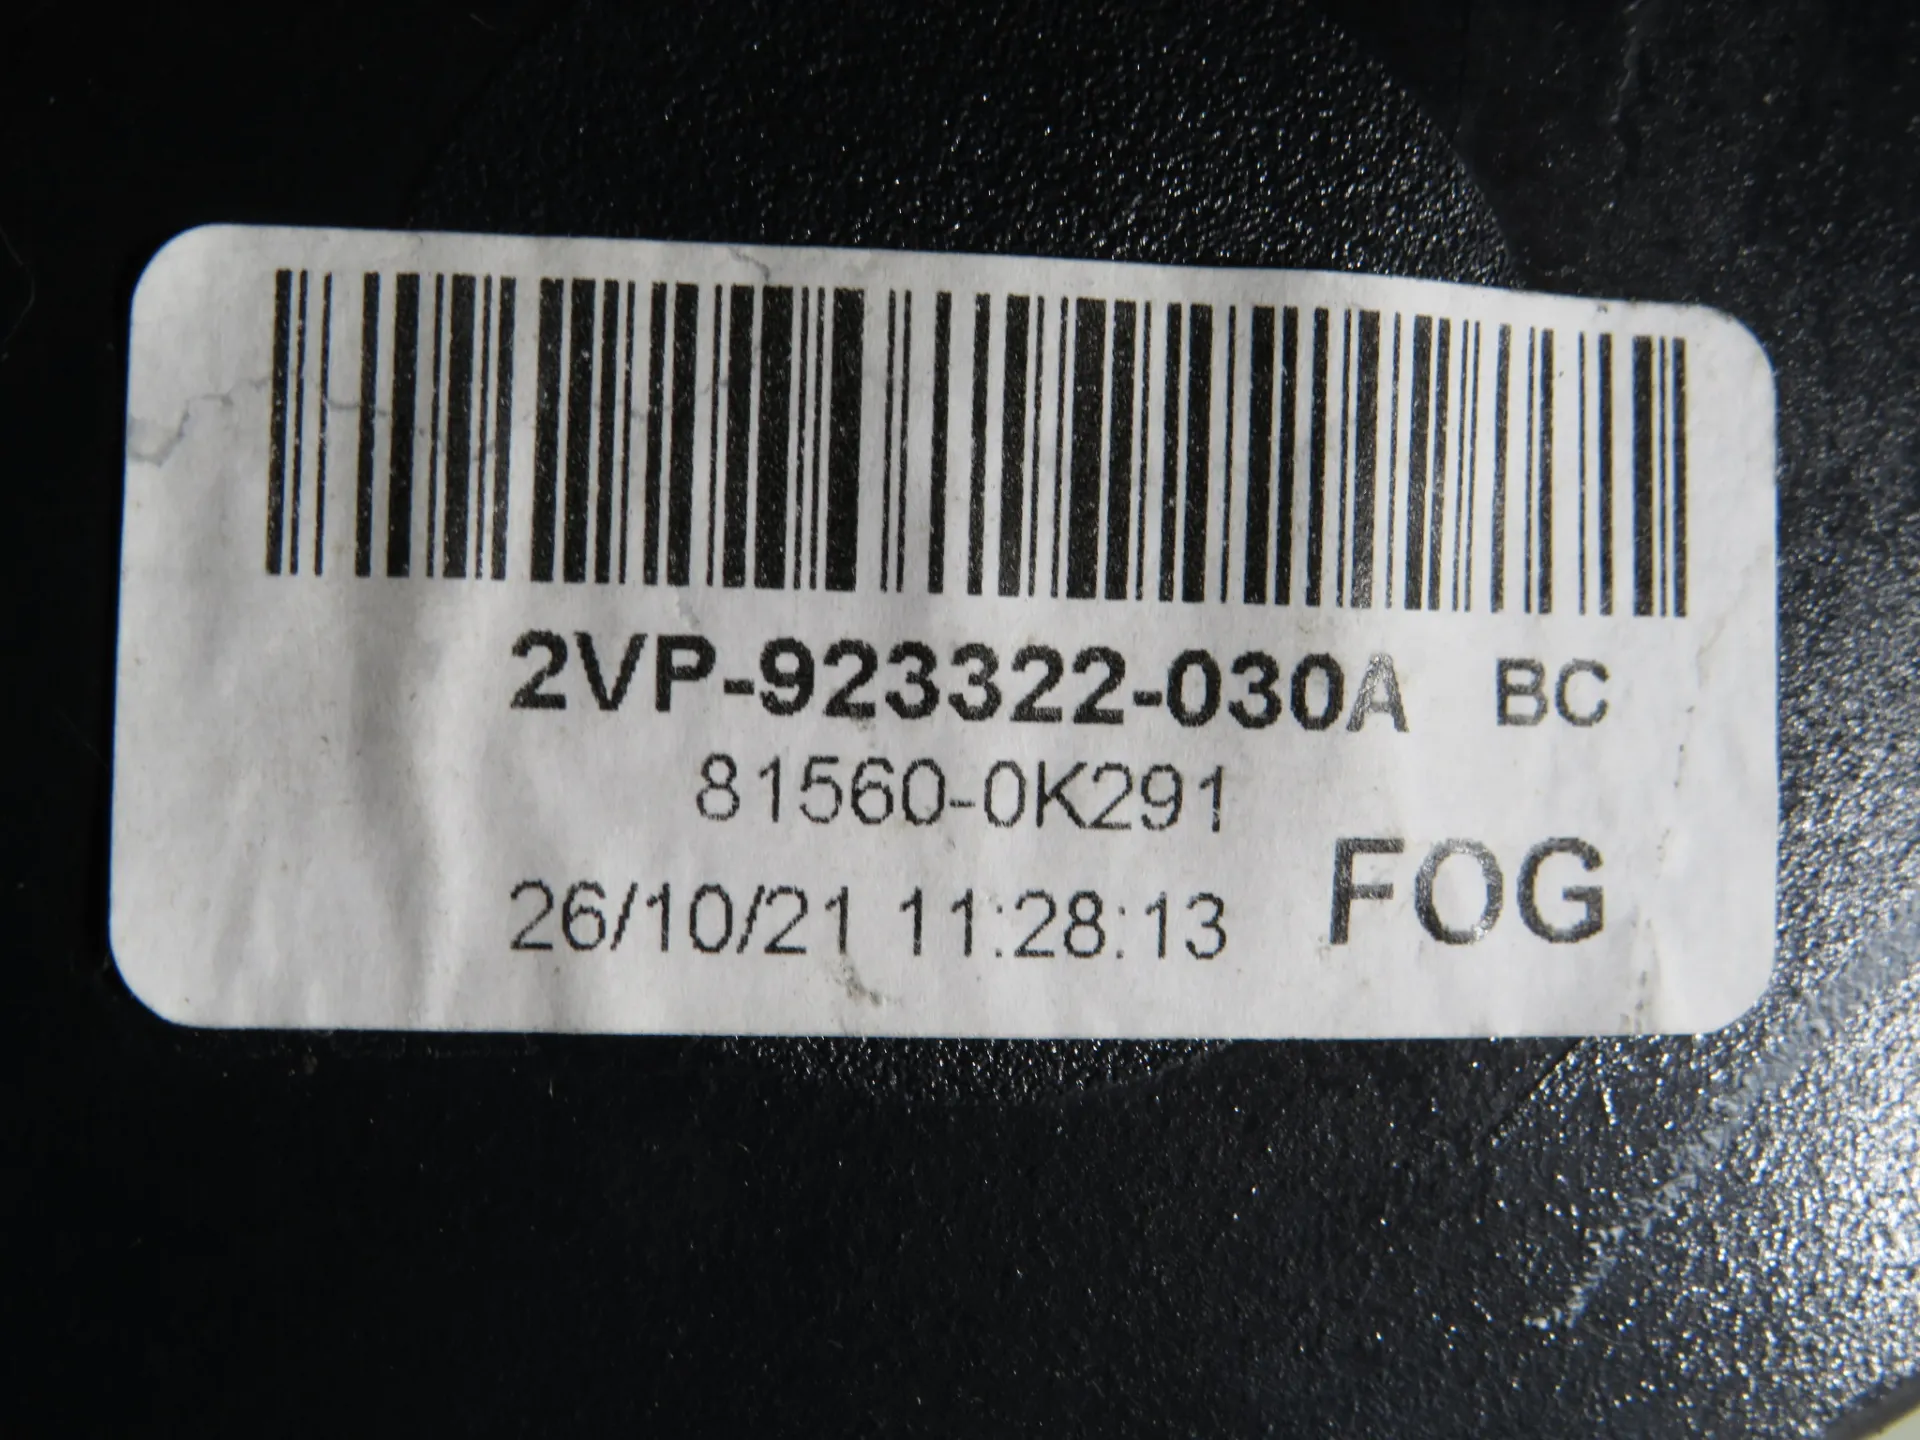 2VP-923322-030A BC
81560-0K291
26/10/21 11:28:13 FOG